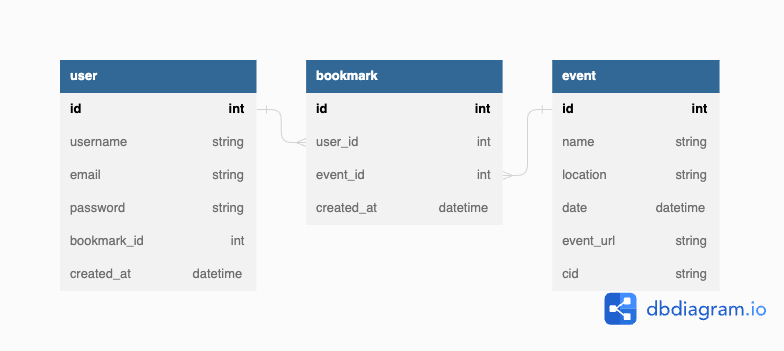 user
id int
username string
email string
password string
bookmark_id int
created_at datetime
bookmark
id int
user_id int
event_id int
created_at datetime
event
id int
name string
location string
date datetime
event_url string
cid string
dbdiagram.io